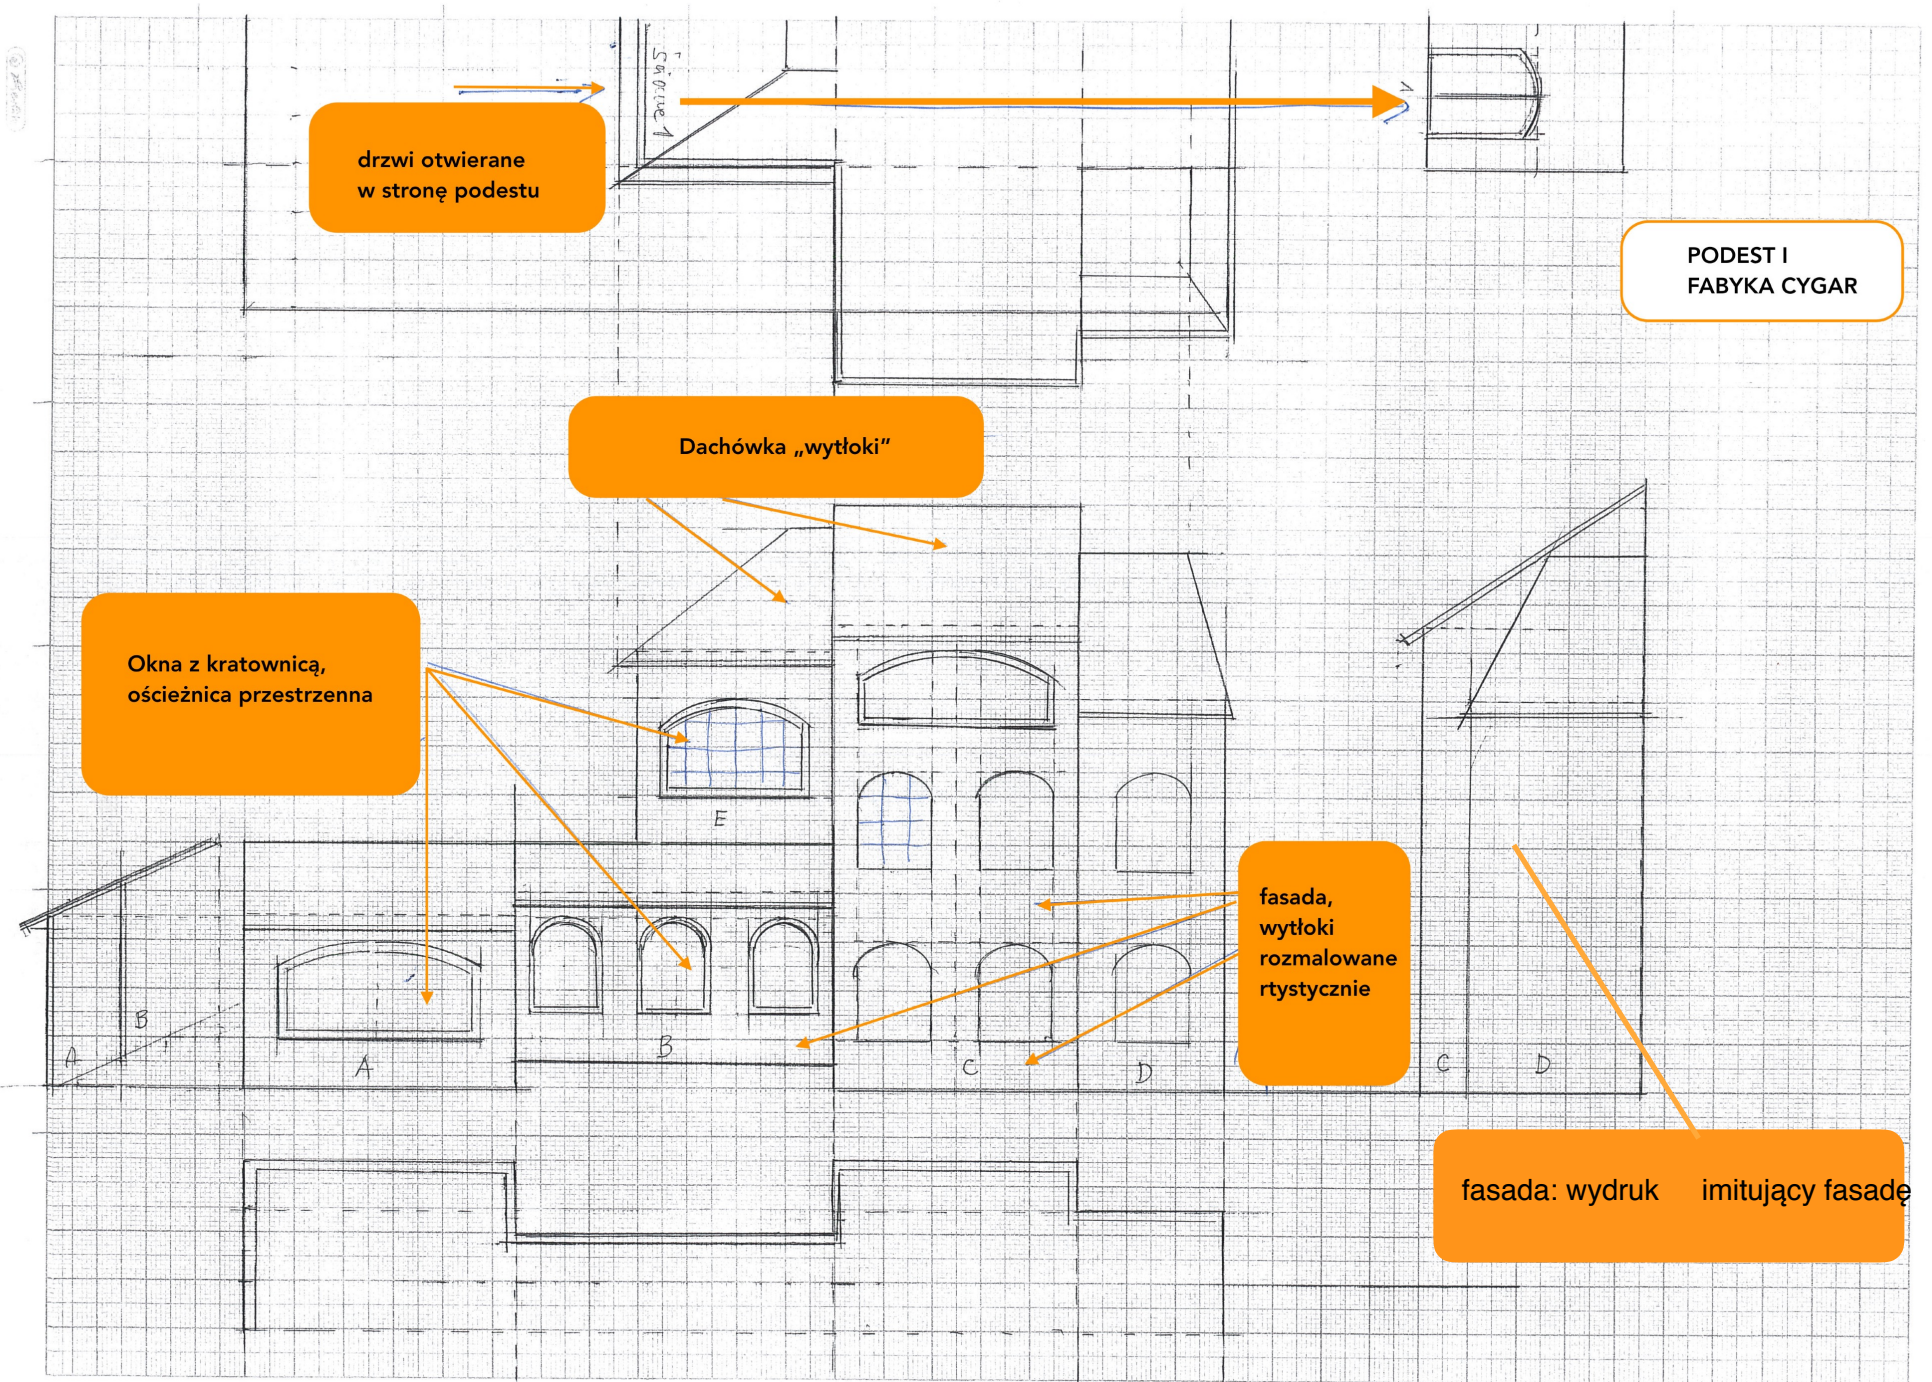 drzwi otwierane
w stronę podestu
1
PODEST I
FABYKA CYGAR
Dachówka „wytłoki"
Okna z kratownicą,
ościeżnica przestrzenna
E
fasada,
wytłoki
rozmalowane
rtystycznie
A
B
A
B
C
D
C
D
fasada: wydruk imitujący fasadę